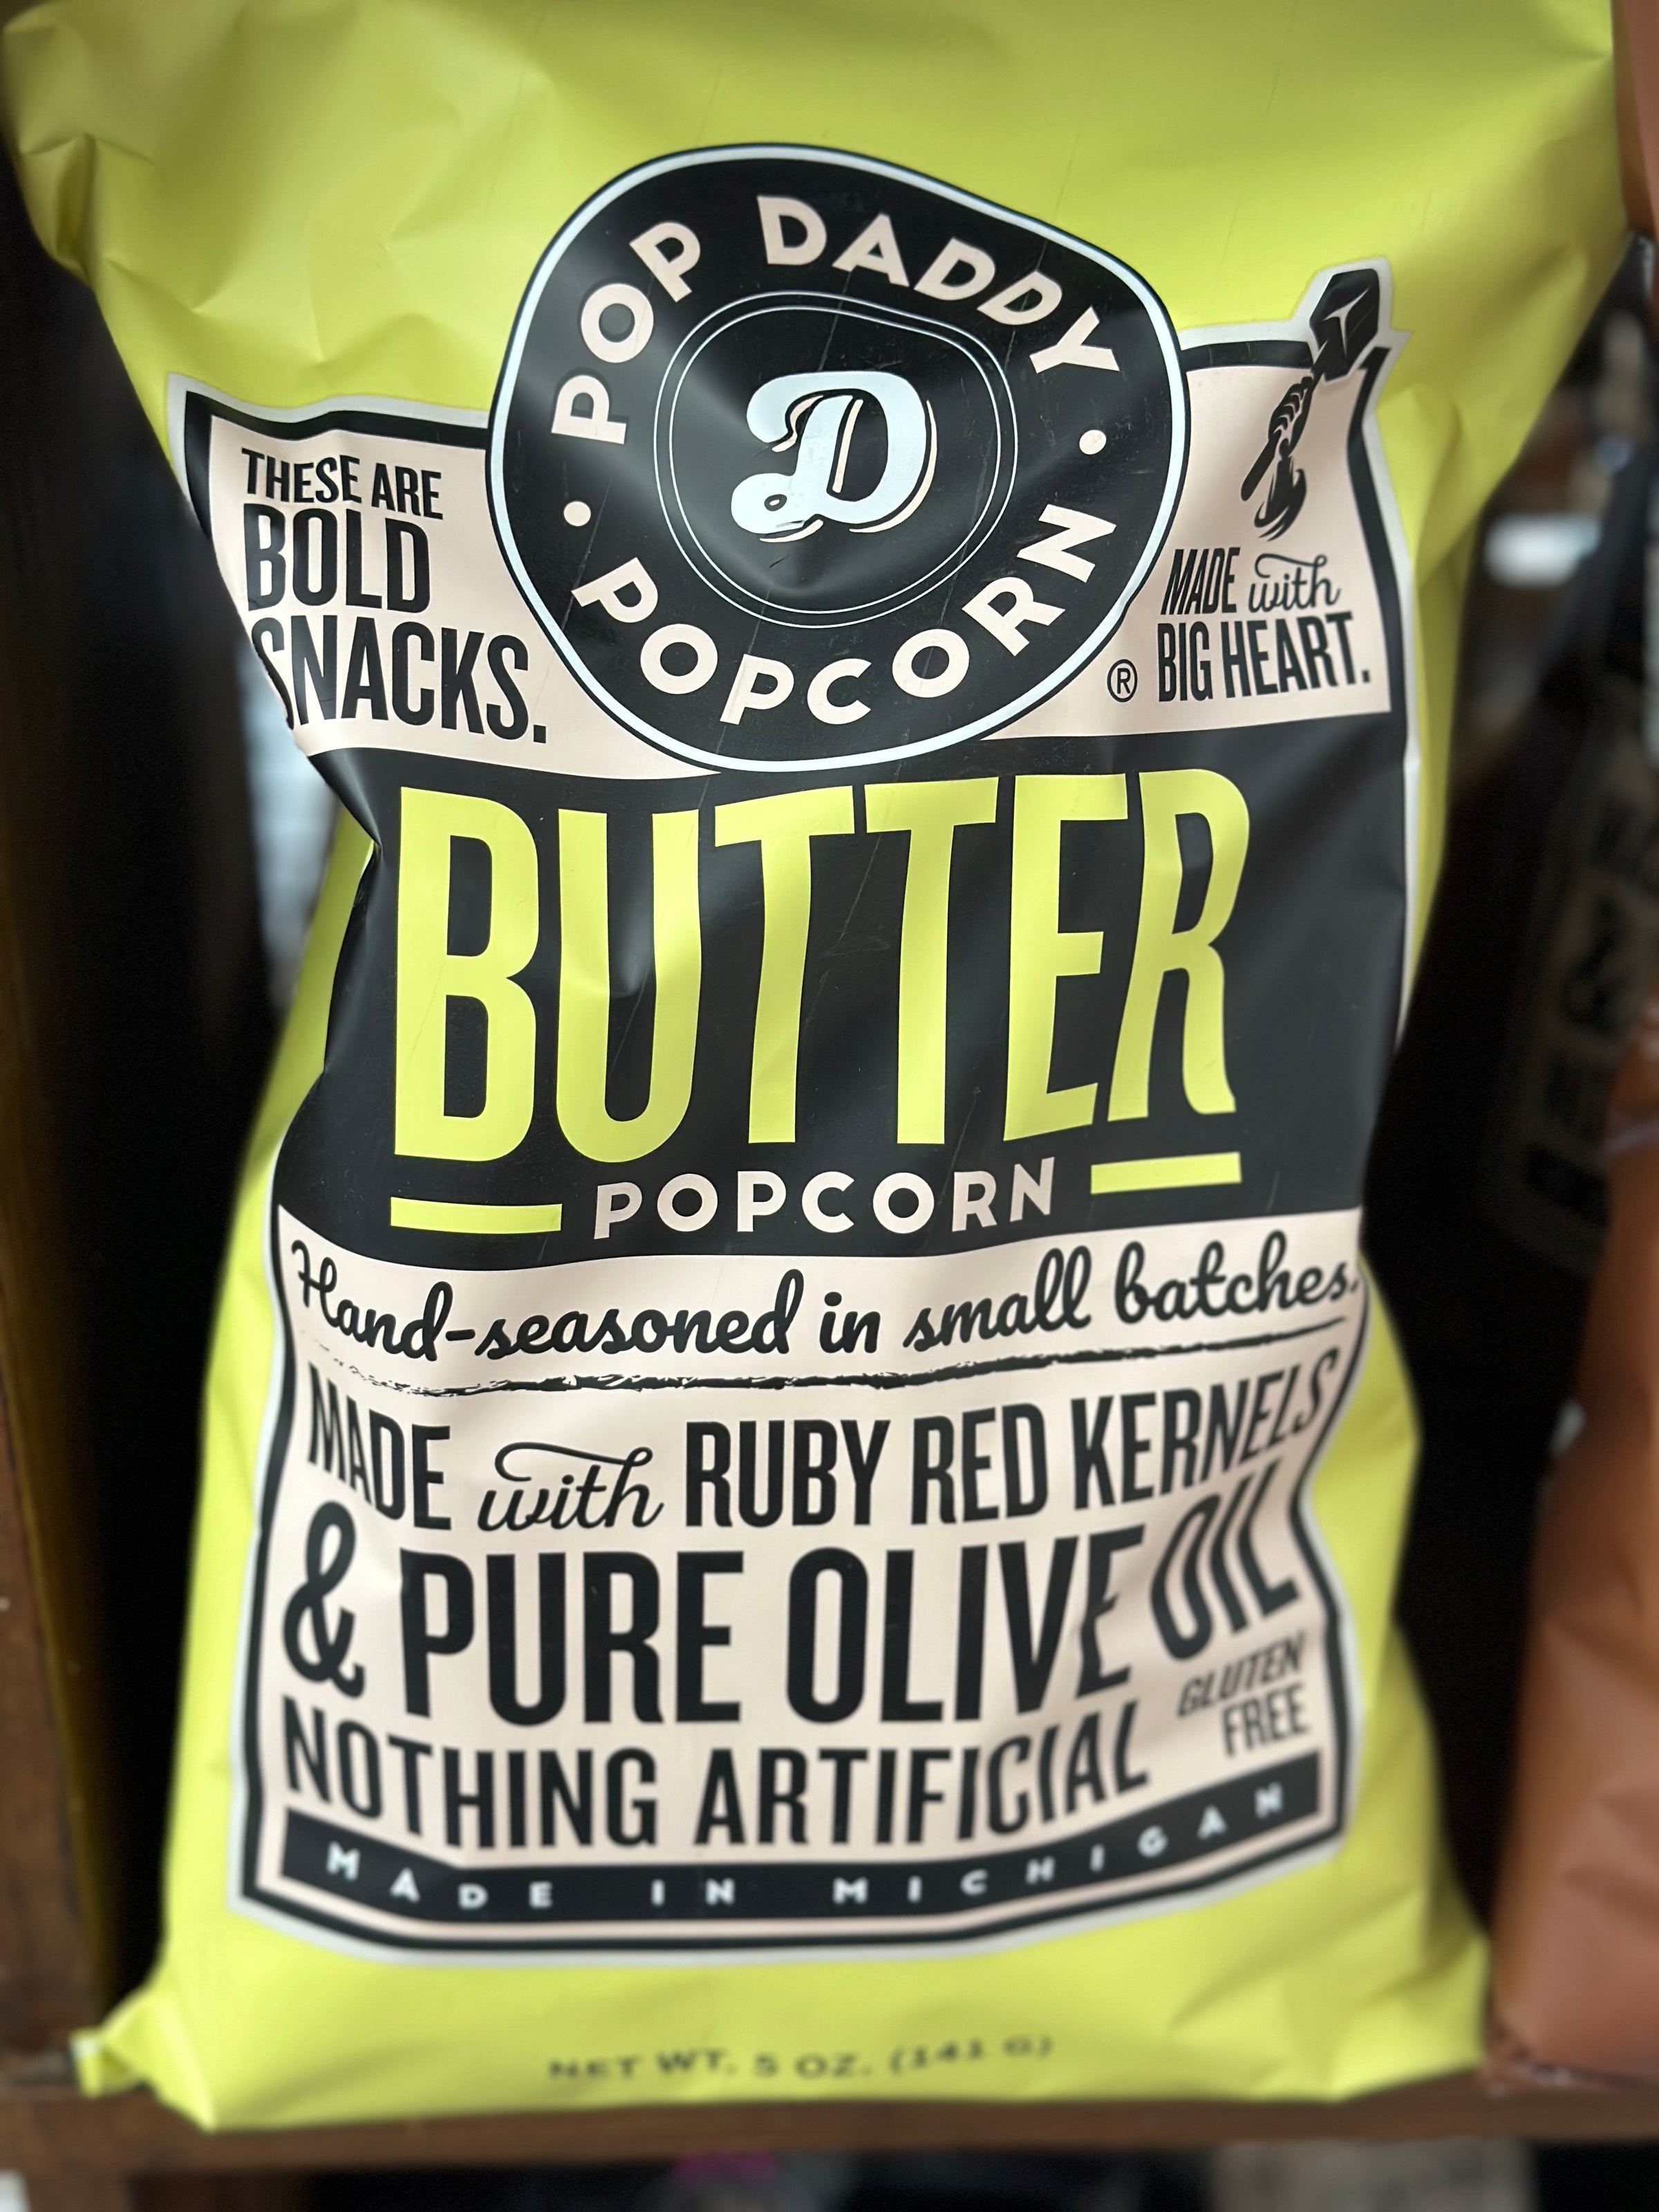 POP DADDY
D
POPCORN
THESE ARE
BOLD
SNACKS.
MADE with
® BIG HEART.
BUTTER
POPCORN
Hand-seasoned in small batches.
MADE with RUBY RED KERNELS
& PURE OLIVE OIL
GLUTEN
FREE
NOTHING ARTIFICIAL
MADE IN MICHIGAN
NET WT. 5 OZ. (141 G)